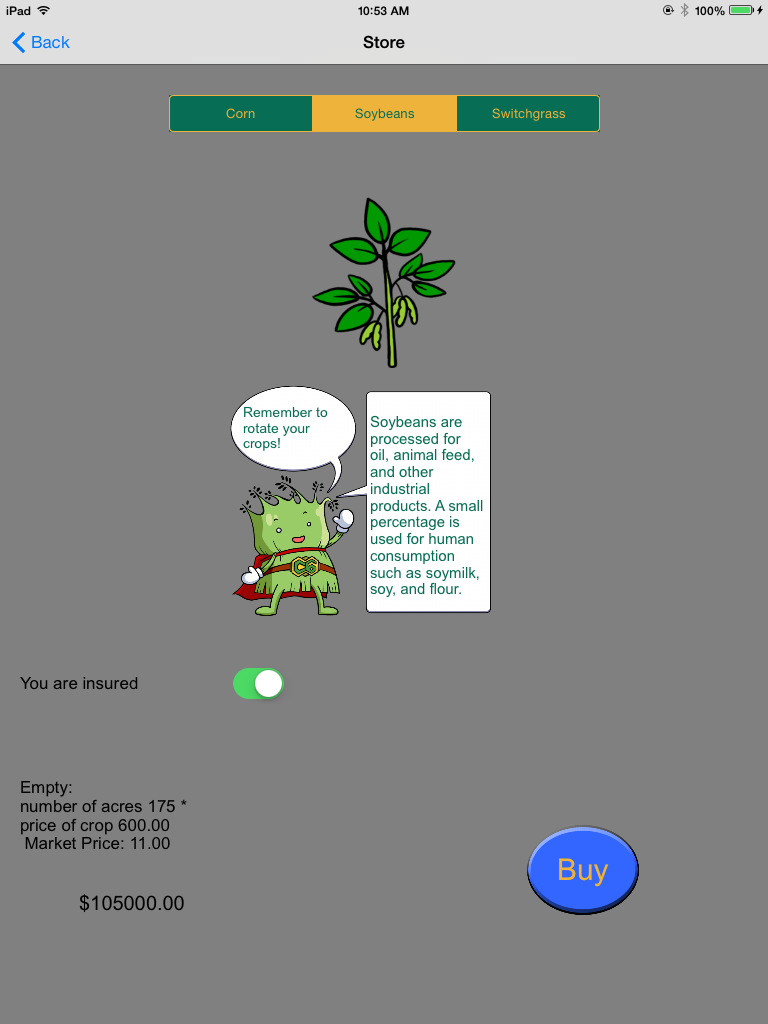 iPad 10:53 AM 100%
Back Store
Corn Soybeans Switchgrass
Remember to
rotate your
crops!
Soybeans are
processed for
oil, animal feed,
and other
industrial
products. A small
percentage is
used for human
consumption
such as soymilk,
soy, and flour.
CG
You are insured
Empty:
number of acres 175 *
price of crop 600.00
Market Price: 11.00
$105000.00
Buy